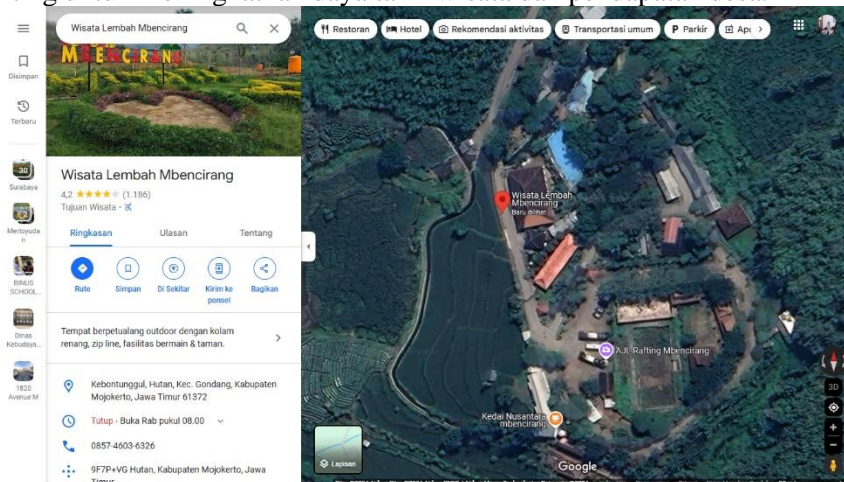 Wisata Lembah Mbencirang
Restoran
Hotel
Rekomendasi aktivitas
Transportasi umum
P Parkir
Disimpan
Terbaru
30
Surabaya
Mertoyude
n
BINUS
SCHOOL...
Dinas
Kebudaya...
1820
Avenue M
Wisata Lembah Mbencirang
4,2 ★★★★ (1.186)
Tujuan Wisata
Ringkasan
Ulasan
Tentang
Rute
Simpan
Di Sekitar
Kirim ke
ponsel
Bagikan
Tempat berpetualang outdoor dengan kolam
renang, zip line, fasilitas bermain & taman.
Kebontunggul, Hutan, Kec. Gondang, Kabupaten
Mojokerto, Jawa Timur 61372
Tutup · Buka Rab pukul 08.00
0857-4603-6326
9F7P+VG Hutan, Kabupaten Mojokerto, Jawa
Wisata Lembah
Mbencirang
Baru dilihat
AJL Rafting Mbencirang
Kedai Nusantara
mbencirang
Lapisan
Google
3D